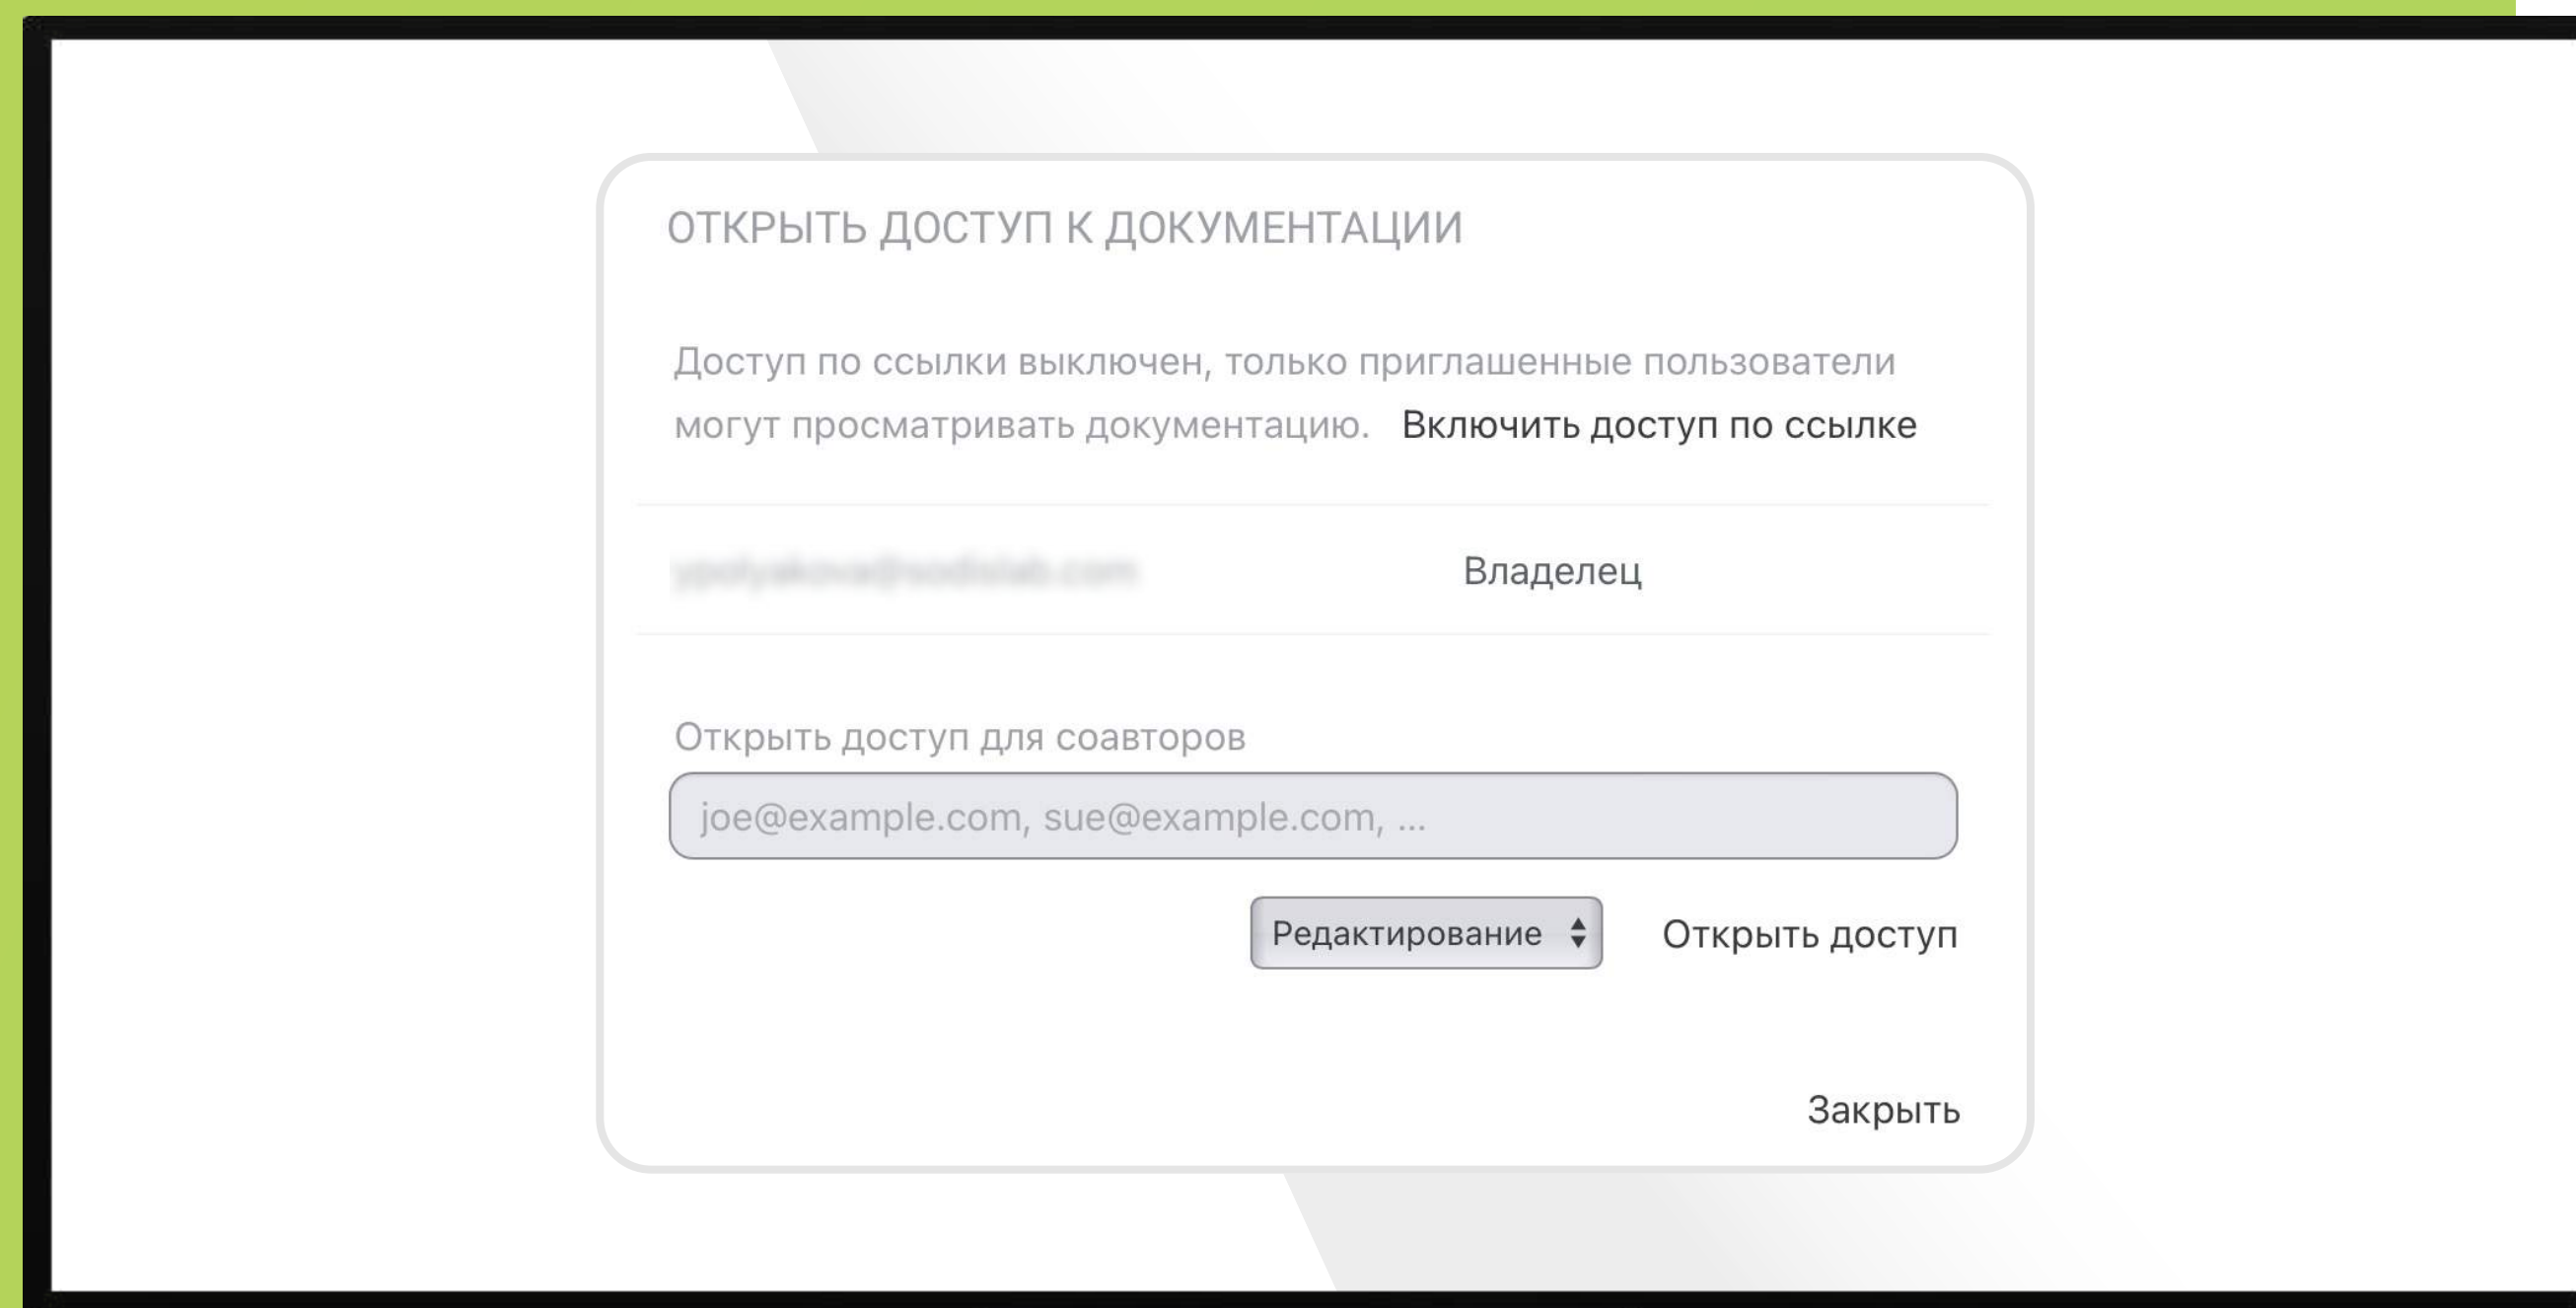 ОТКРЫТЬ ДОСТУП К ДОКУМЕНТАЦИИ
Доступ по ссылки выключен, только приглашенные пользователи
могут просматривать документацию. Включить доступ по ссылке
Владелец
Открыть доступ для соавторов
joe@example.com, sue@example.com, ...
Редактирование Открыть доступ
Закрыть